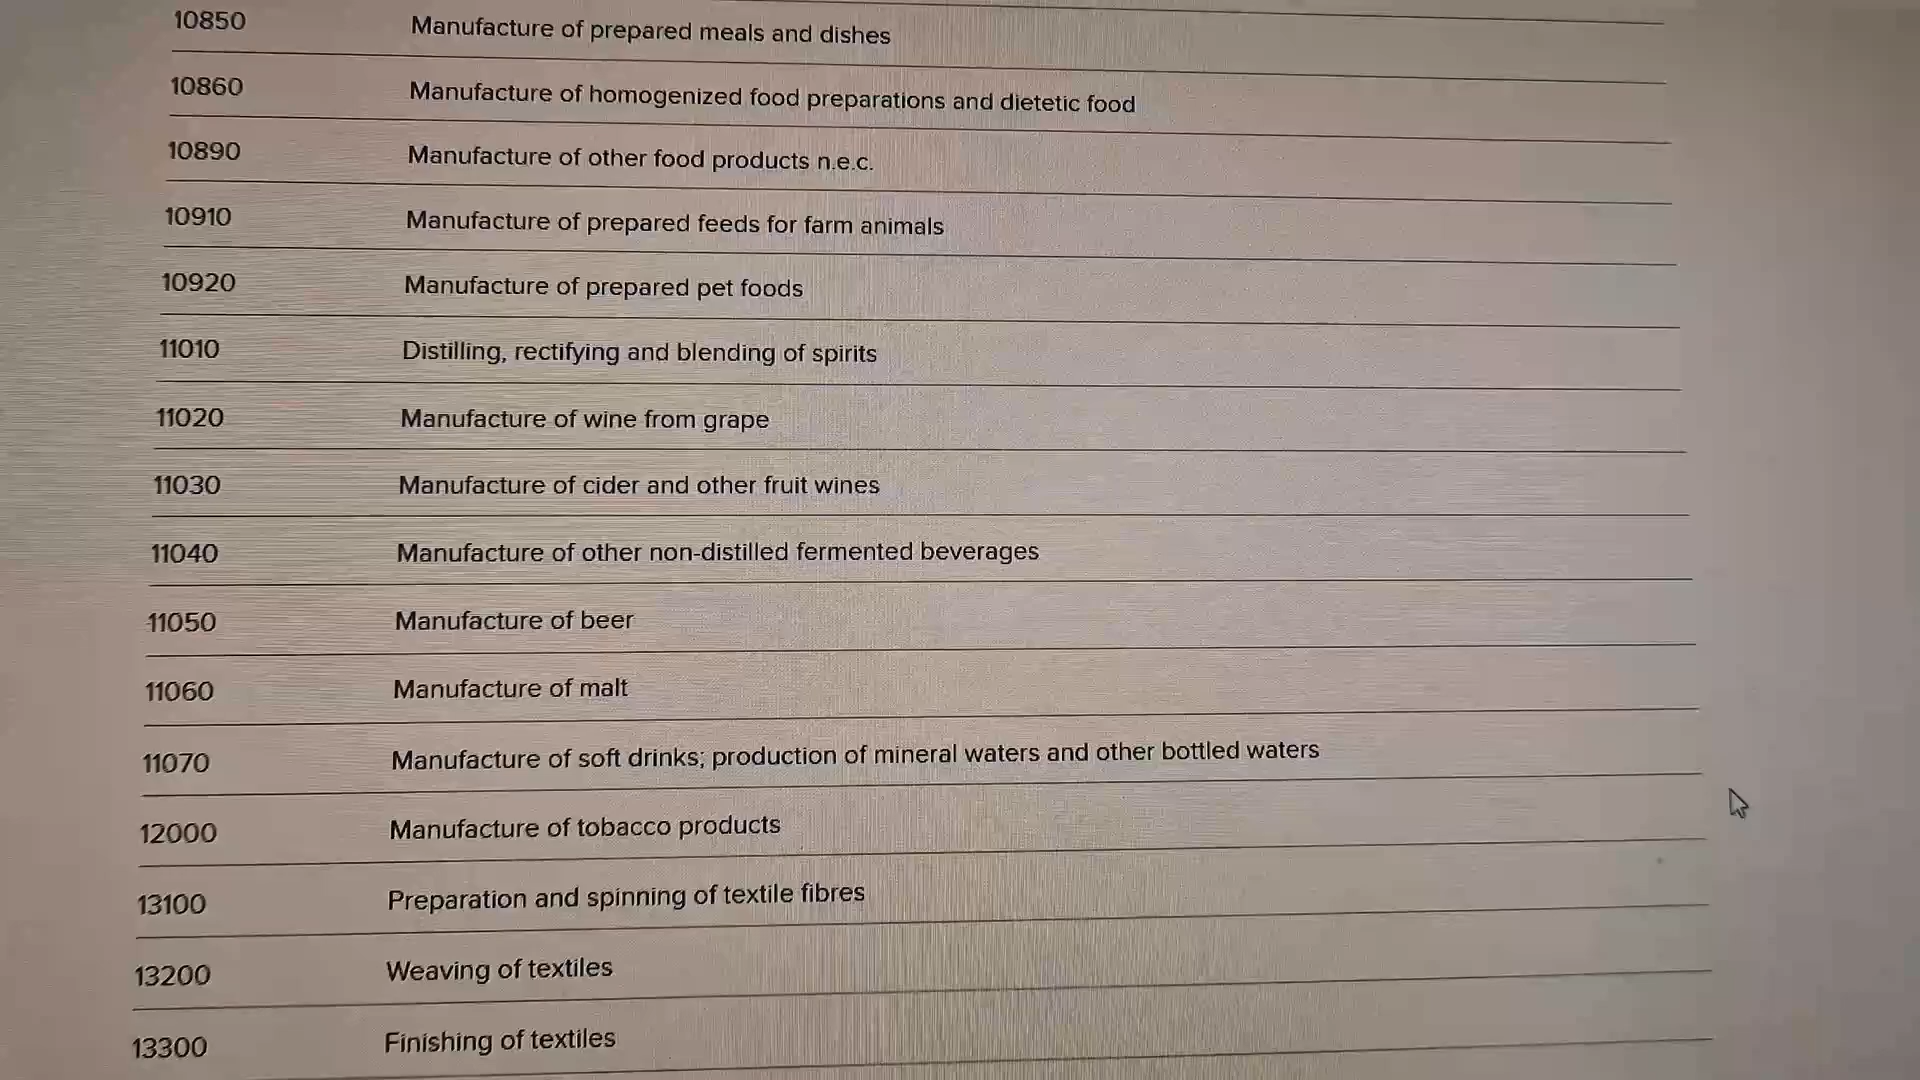 10850 Manufacture of prepared meals and dishes
10860 Manufacture of homogenized food preparations and dietetic food
10890 Manufacture of other food products n.e.c.
10910 Manufacture of prepared feeds for farm animals
10920 Manufacture of prepared pet foods
11010 Distilling, rectifying and blending of spirits
11020 Manufacture of wine from grape
11030 Manufacture of cider and other fruit wines
11040 Manufacture of other non-distilled fermented beverages
11050 Manufacture of beer
11060 Manufacture of malt
11070 Manufacture of soft drinks; production of mineral waters and other bottled waters
12000 Manufacture of tobacco products
13100 Preparation and spinning of textile fibres
13200 Weaving of textiles
13300 Finishing of textiles